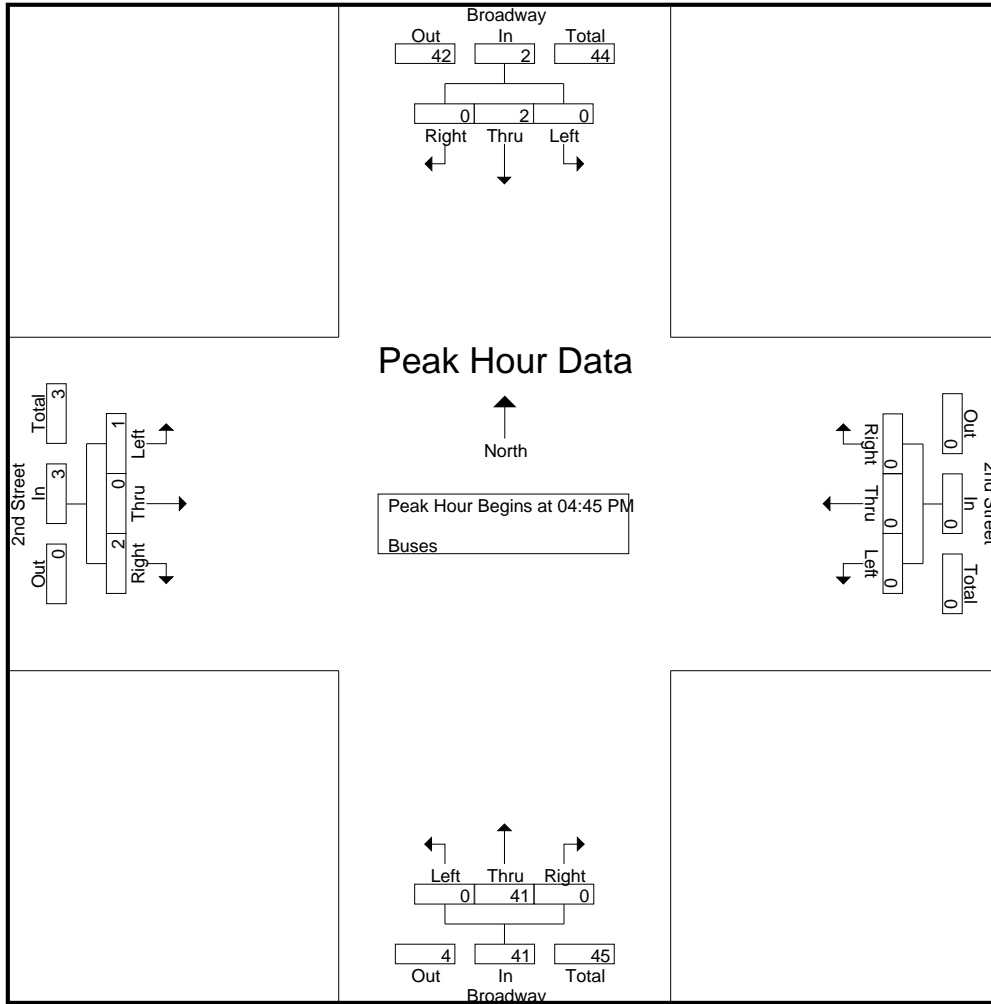 Broadway
Out In Total
42 2 44
0 2 0
Right Thru Left
Peak Hour Data
North
Peak Hour Begins at 04:45 PM
Buses
2nd Street
Total In Out
3 3 0
1 0 2
Left Thru Right
2nd Street
Out In Total
0 0 0
0 0 0
Right Thru Left
Left Thru Right
0 41 0
4 41 45
Out In Total
Broadway